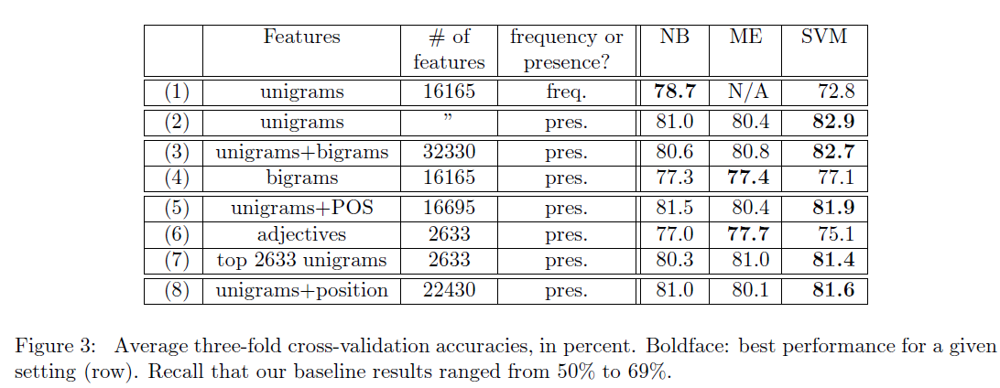 Features # of features frequency or presence? NB ME SVM
(1) unigrams 16165 freq. 78.7 N/A 72.8
(2) unigrams ” pres. 81.0 80.4 82.9
(3) unigrams+bigrams 32330 pres. 80.6 80.8 82.7
(4) bigrams 16165 pres. 77.3 77.4 77.1
(5) unigrams+POS 16695 pres. 81.5 80.4 81.9
(6) adjectives 2633 pres. 77.0 77.7 75.1
(7) top 2633 unigrams 2633 pres. 80.3 81.0 81.4
(8) unigrams+position 22430 pres. 81.0 80.1 81.6
Figure 3: Average three-fold cross-validation accuracies, in percent. Boldface: best performance for a given
setting (row). Recall that our baseline results ranged from 50% to 69%.